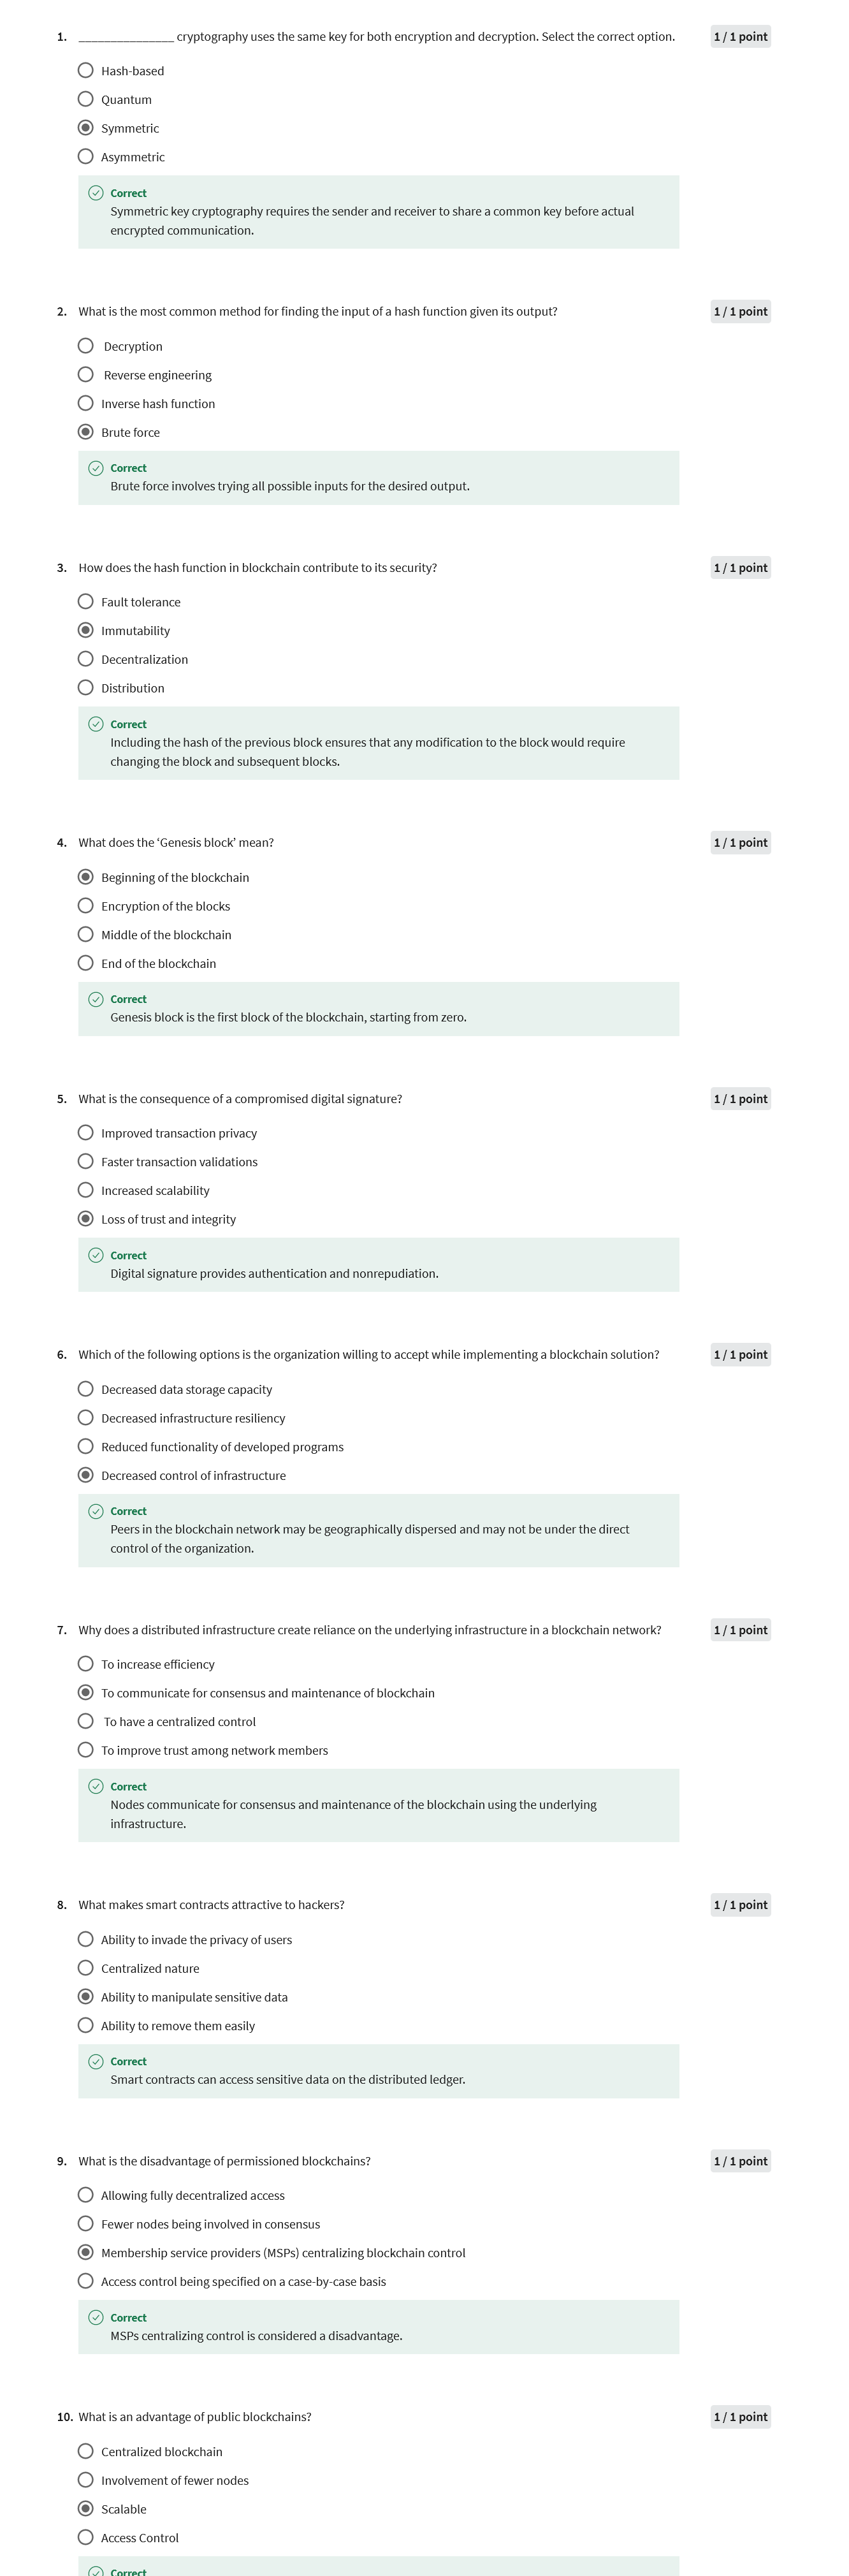 1. _______________ cryptography uses the same key for both encryption and decryption. Select the correct option. 1 / 1 point
Hash-based
Quantum
Symmetric
Asymmetric
Correct
Symmetric key cryptography requires the sender and receiver to share a common key before actual
encrypted communication.
2. What is the most common method for finding the input of a hash function given its output? 1 / 1 point
Decryption
Reverse engineering
Inverse hash function
Brute force
Correct
Brute force involves trying all possible inputs for the desired output.
3. How does the hash function in blockchain contribute to its security? 1 / 1 point
Fault tolerance
Immutability
Decentralization
Distribution
Correct
Including the hash of the previous block ensures that any modification to the block would require
changing the block and subsequent blocks.
4. What does the ‘Genesis block’ mean? 1 / 1 point
Beginning of the blockchain
Encryption of the blocks
Middle of the blockchain
End of the blockchain
Correct
Genesis block is the first block of the blockchain, starting from zero.
5. What is the consequence of a compromised digital signature? 1 / 1 point
Improved transaction privacy
Faster transaction validations
Increased scalability
Loss of trust and integrity
Correct
Digital signature provides authentication and nonrepudiation.
6. Which of the following options is the organization willing to accept while implementing a blockchain solution? 1 / 1 point
Decreased data storage capacity
Decreased infrastructure resiliency
Reduced functionality of developed programs
Decreased control of infrastructure
Correct
Peers in the blockchain network may be geographically dispersed and may not be under the direct
control of the organization.
7. Why does a distributed infrastructure create reliance on the underlying infrastructure in a blockchain network? 1 / 1 point
To increase efficiency
To communicate for consensus and maintenance of blockchain
To have a centralized control
To improve trust among network members
Correct
Nodes communicate for consensus and maintenance of the blockchain using the underlying
infrastructure.
8. What makes smart contracts attractive to hackers? 1 / 1 point
Ability to invade the privacy of users
Centralized nature
Ability to manipulate sensitive data
Ability to remove them easily
Correct
Smart contracts can access sensitive data on the distributed ledger.
9. What is the disadvantage of permissioned blockchains? 1 / 1 point
Allowing fully decentralized access
Fewer nodes being involved in consensus
Membership service providers (MSPs) centralizing blockchain control
Access control being specified on a case-by-case basis
Correct
MSPs centralizing control is considered a disadvantage.
10. What is an advantage of public blockchains? 1 / 1 point
Centralized blockchain
Involvement of fewer nodes
Scalable
Access Control
Correct